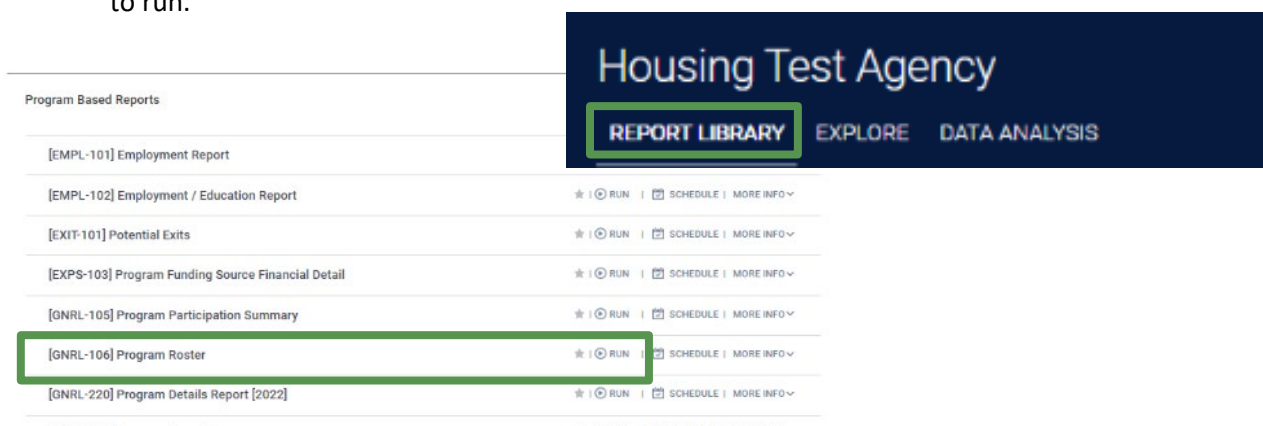 to run.
Housing Test Agency
REPORT LIBRARY EXPLORE DATA ANALYSIS
Program Based Reports
[EMPL-101] Employment Report
[EMPL-102] Employment / Education Report RUN | SCHEDULE | MORE INFO
[EXIT-101] Potential Exits RUN | SCHEDULE | MORE INFO
[EXPS-103] Program Funding Source Financial Detail RUN | SCHEDULE | MORE INFO
[GNRL-105] Program Participation Summary RUN | SCHEDULE | MORE INFO
[GNRL-106] Program Roster RUN | SCHEDULE | MORE INFO
[GNRL-220] Program Details Report [2022] RUN | SCHEDULE | MORE INFO